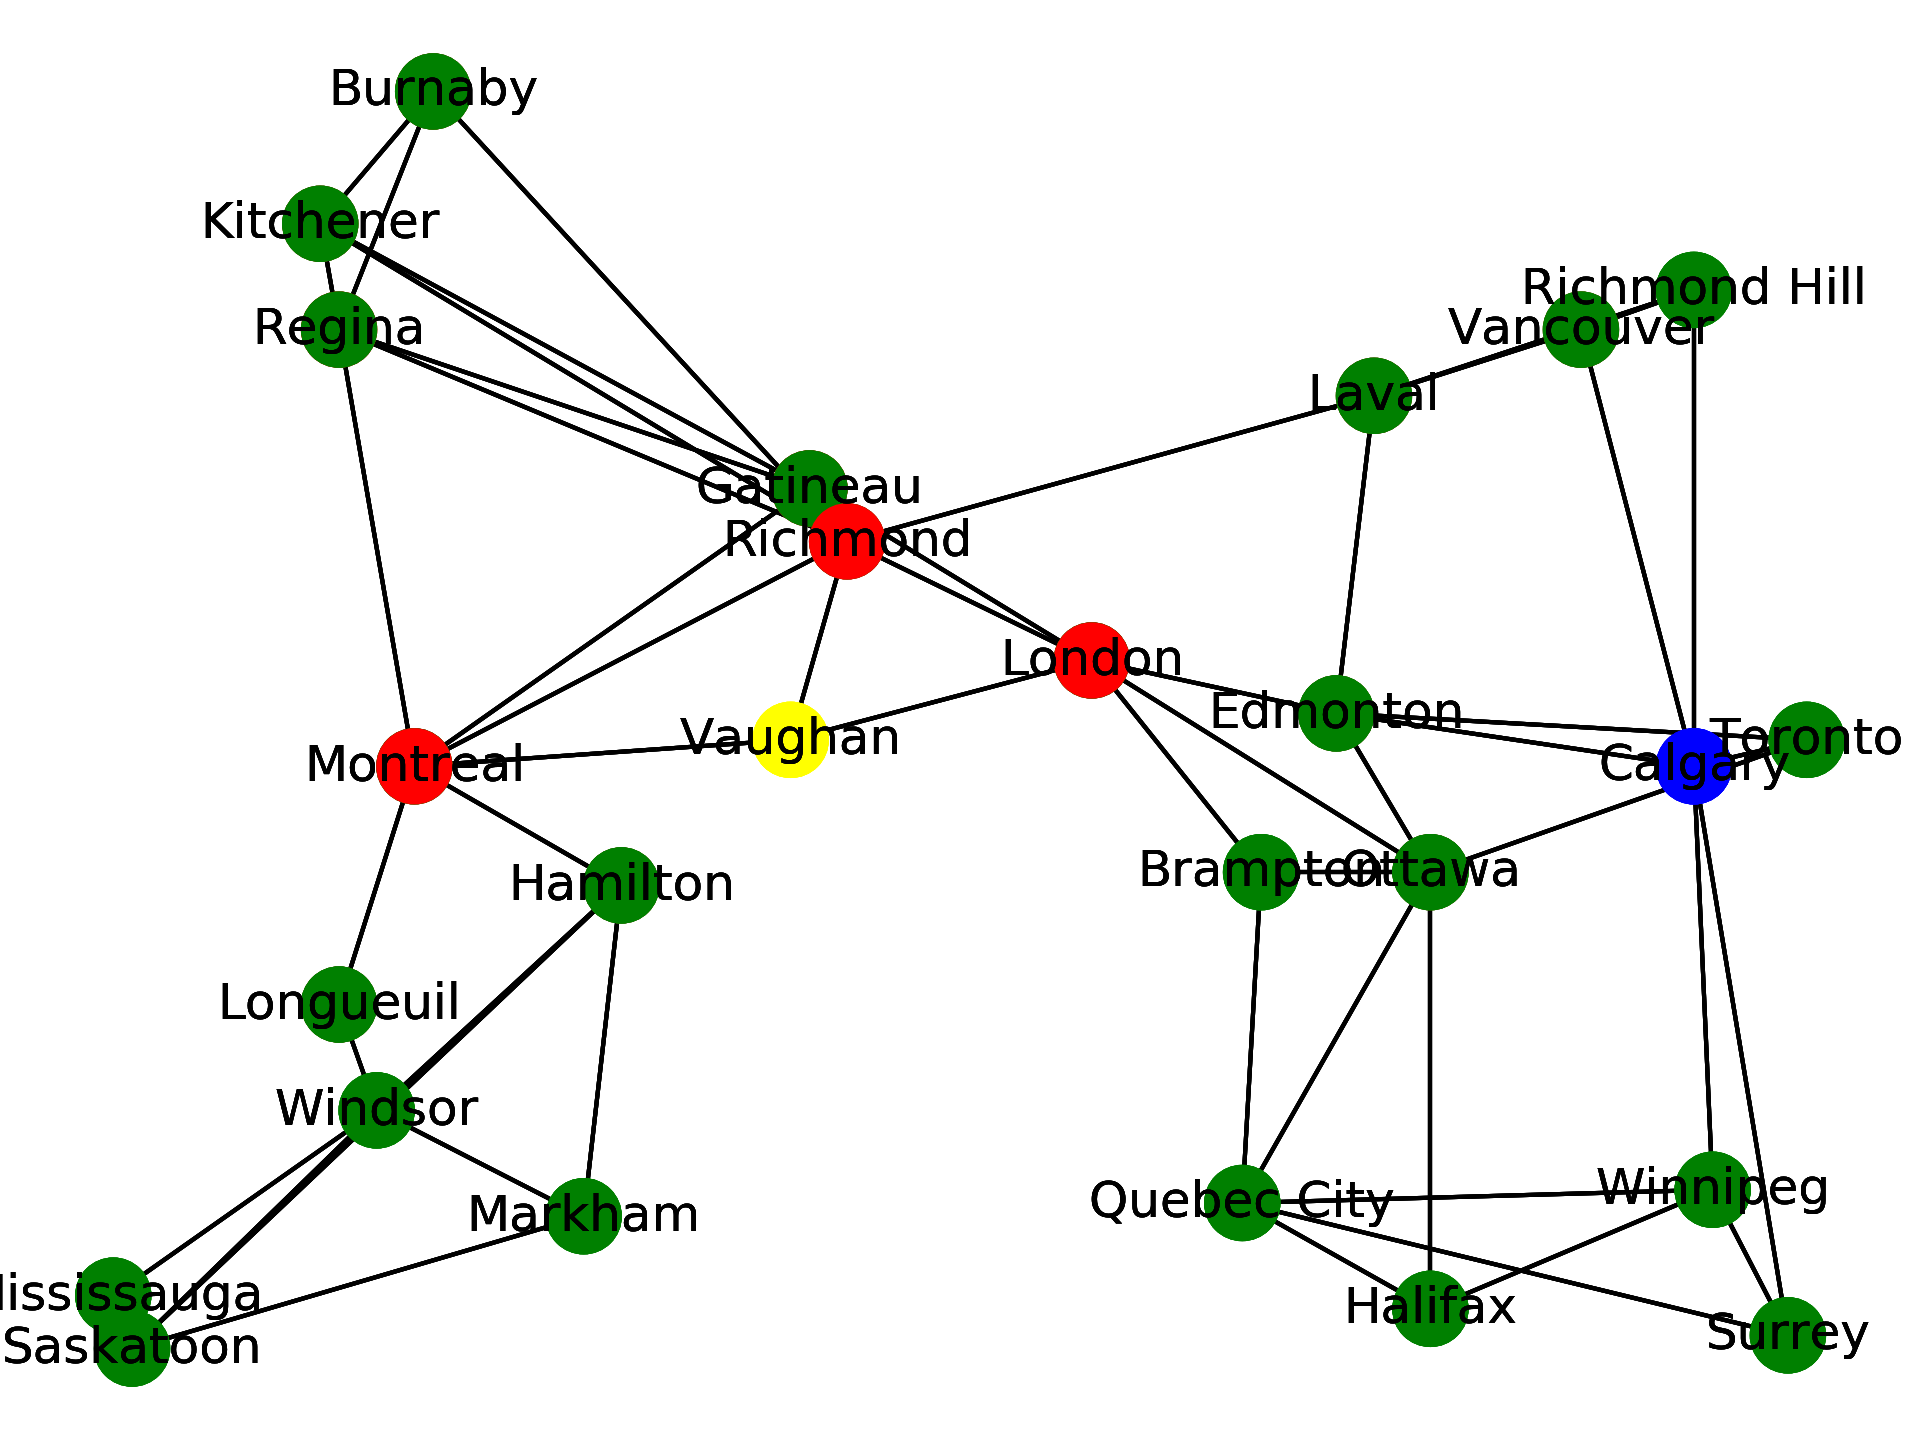 Burnaby
Kitchener
Regina
Richmond Hill
Vancouver
Laval
Gatineau
Richmond
London
Edmonton
Toronto
Calgary
Vaughan
Montreal
Hamilton
Brampton
Ottawa
Longueuil
Windsor
Markham
Quebec City
Winnipeg
ississauga
Saskatoon
Halifax
Surrey